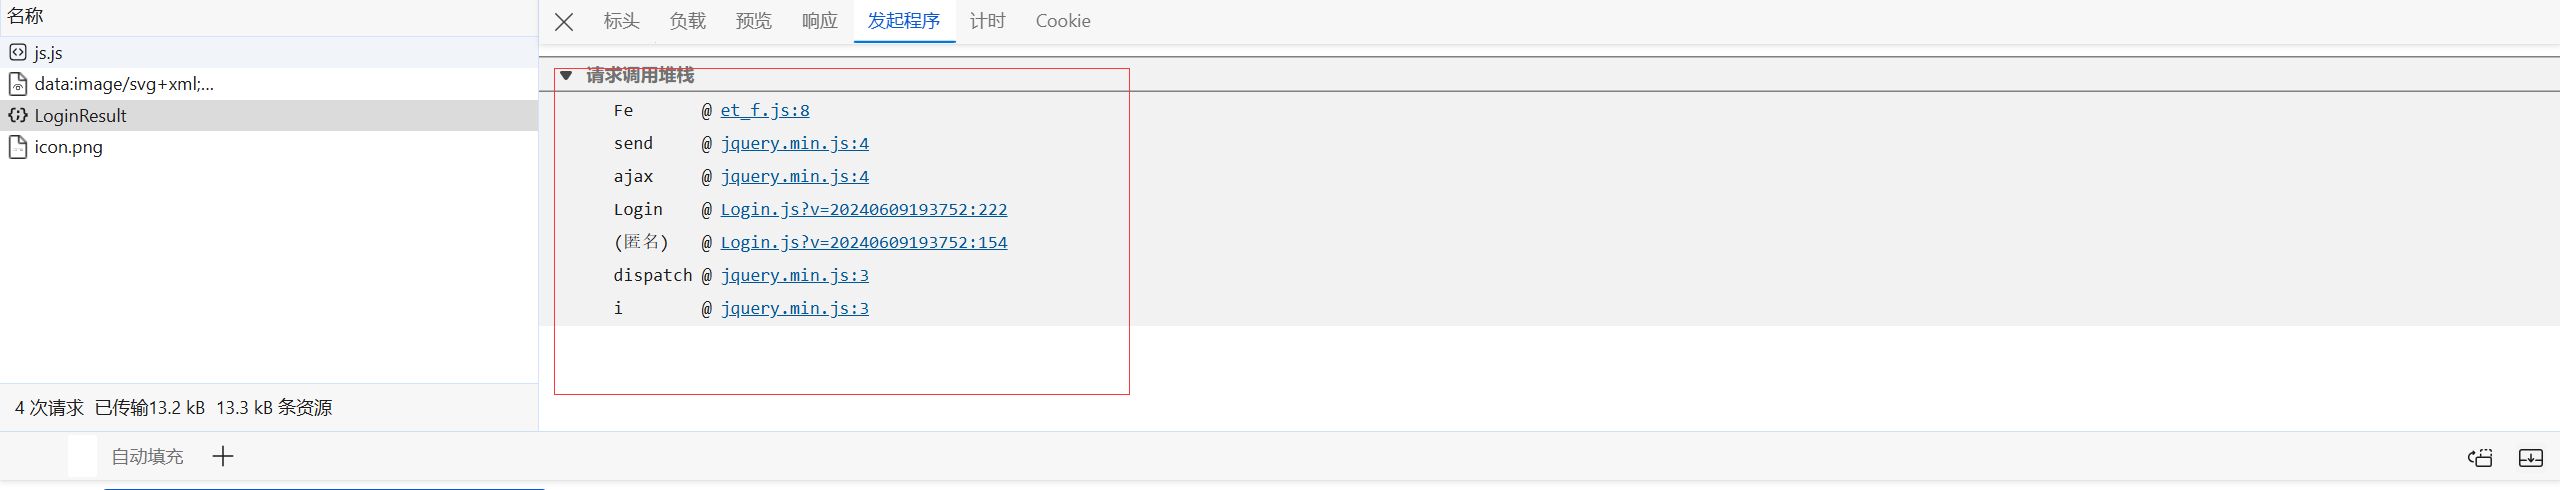 名称
js.js
data:image/svg+xml;...
LoginResult
icon.png
4 次请求 已传输13.2 kB 13.3 kB 条资源
标头 负载 预览 响应 发起程序 计时 Cookie
请求调用堆栈
Fe @ et_f.js:8
send @ jquery.min.js:4
ajax @ jquery.min.js:4
Login @ Login.js?v=20240609193752:222
(匿名) @ Login.js?v=20240609193752:154
dispatch @ jquery.min.js:3
i @ jquery.min.js:3
自动填充